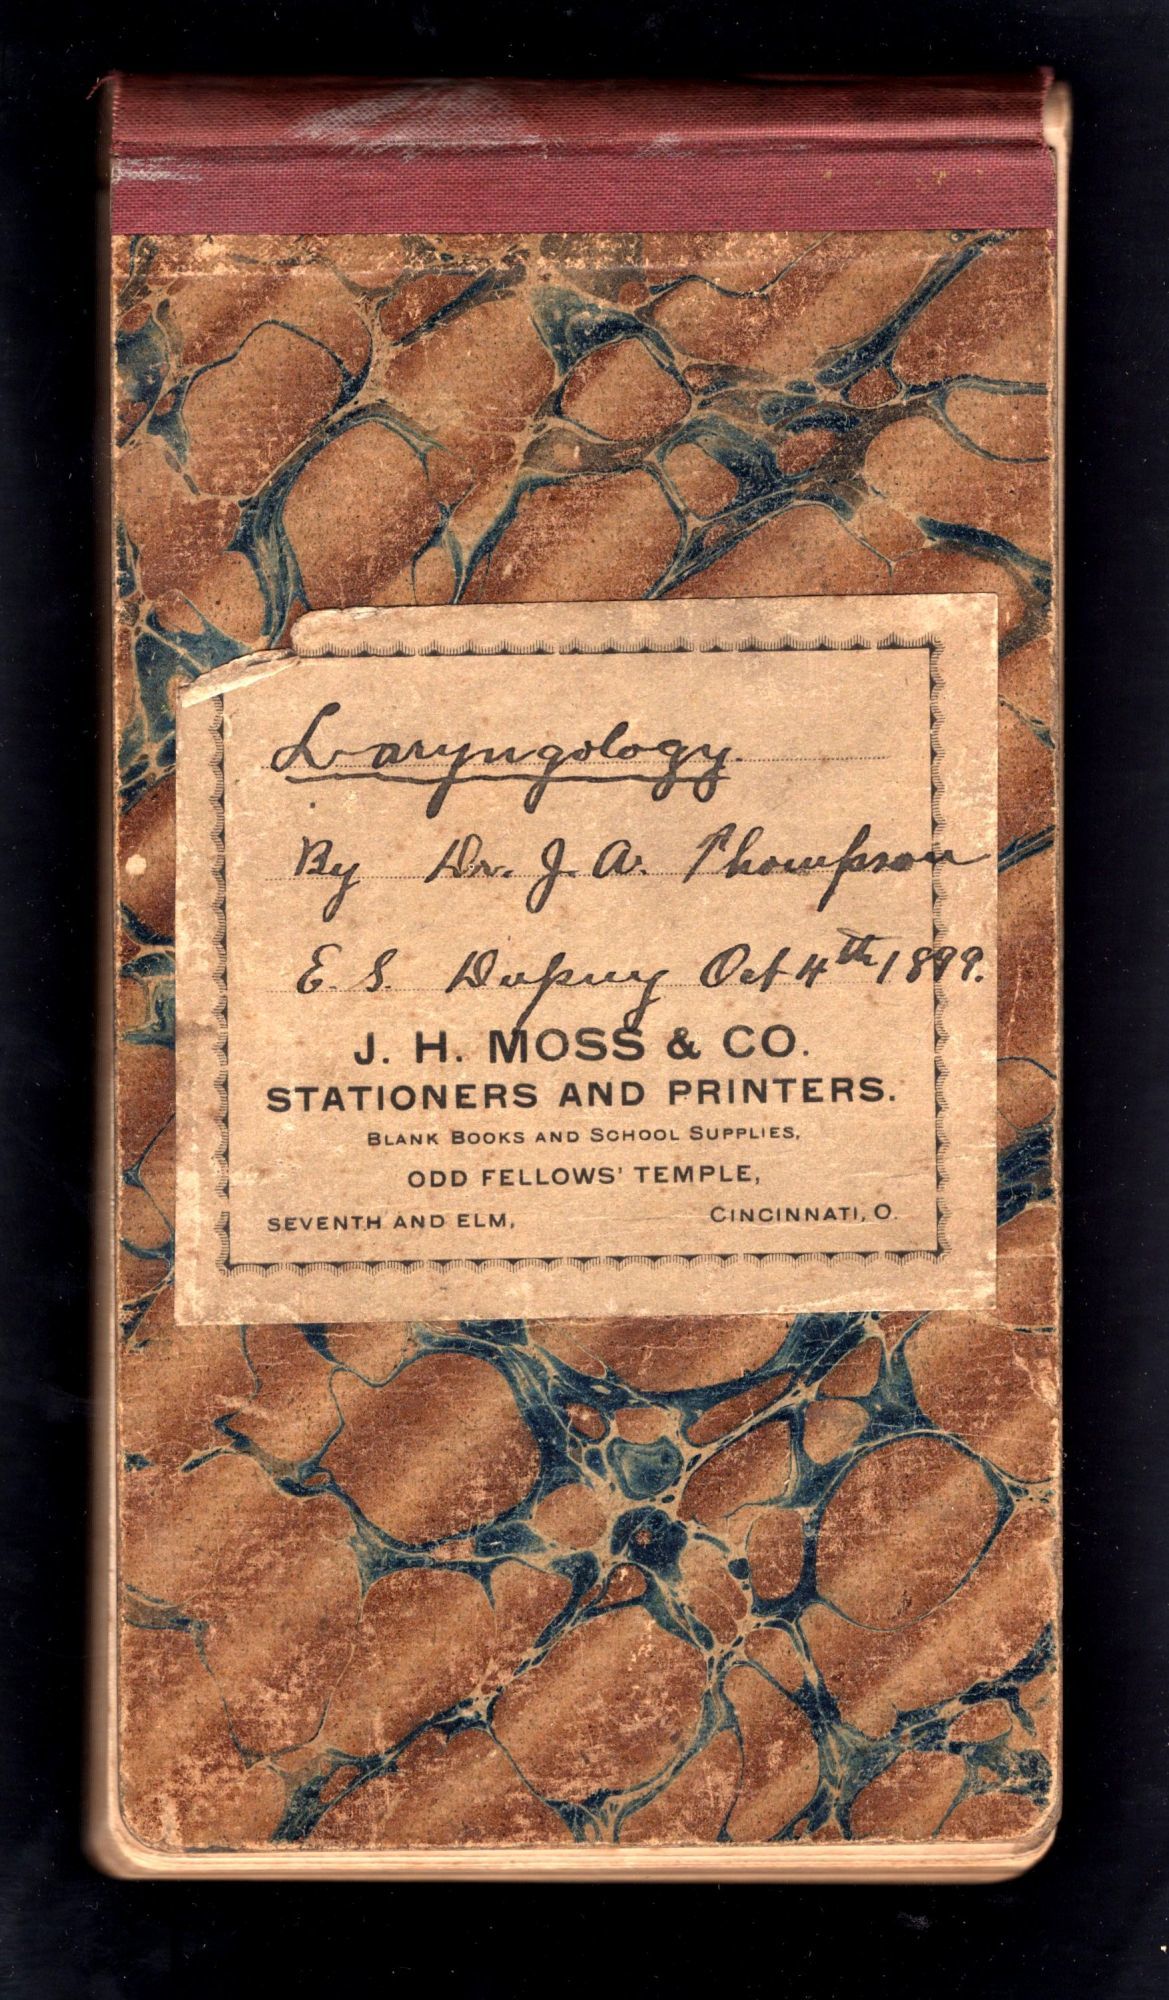 Laryngology.
By Dr. J. A. Thompson
E. S. Dupuy Oct 4th 1899.
J. H. MOSS & CO.
STATIONERS AND PRINTERS.
BLANK BOOKS AND SCHOOL SUPPLIES,
ODD FELLOWS' TEMPLE,
SEVENTH AND ELM, CINCINNATI, O.